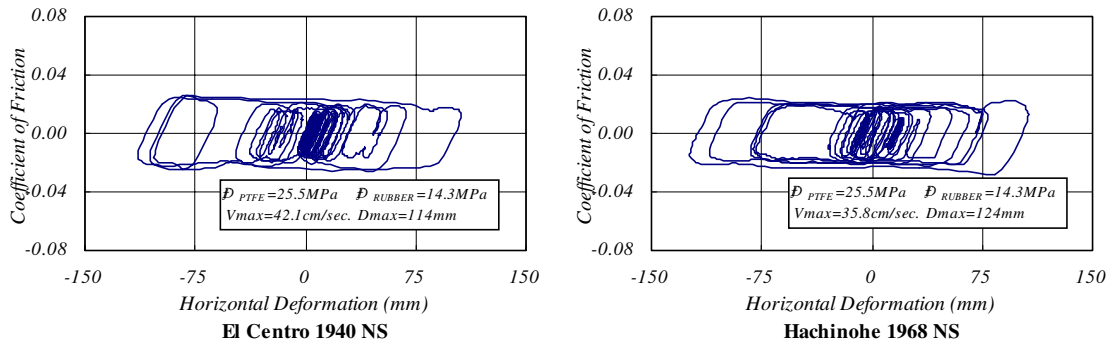 0.08
0.04
0.00
-0.04
-0.08
Coefficient of Friction
PTFE =25.5MPa RUBBER =14.3MPa
Vmax=42.1cm/sec. Dmax=114mm
-150 -75 0 75 150
Horizontal Deformation (mm)
El Centro 1940 NS
0.08
0.04
0.00
-0.04
-0.08
Coefficient of Friction
PTFE =25.5MPa RUBBER =14.3MPa
Vmax=35.8cm/sec. Dmax=124mm
-150 -75 0 75 150
Horizontal Deformation (mm)
Hachinohe 1968 NS